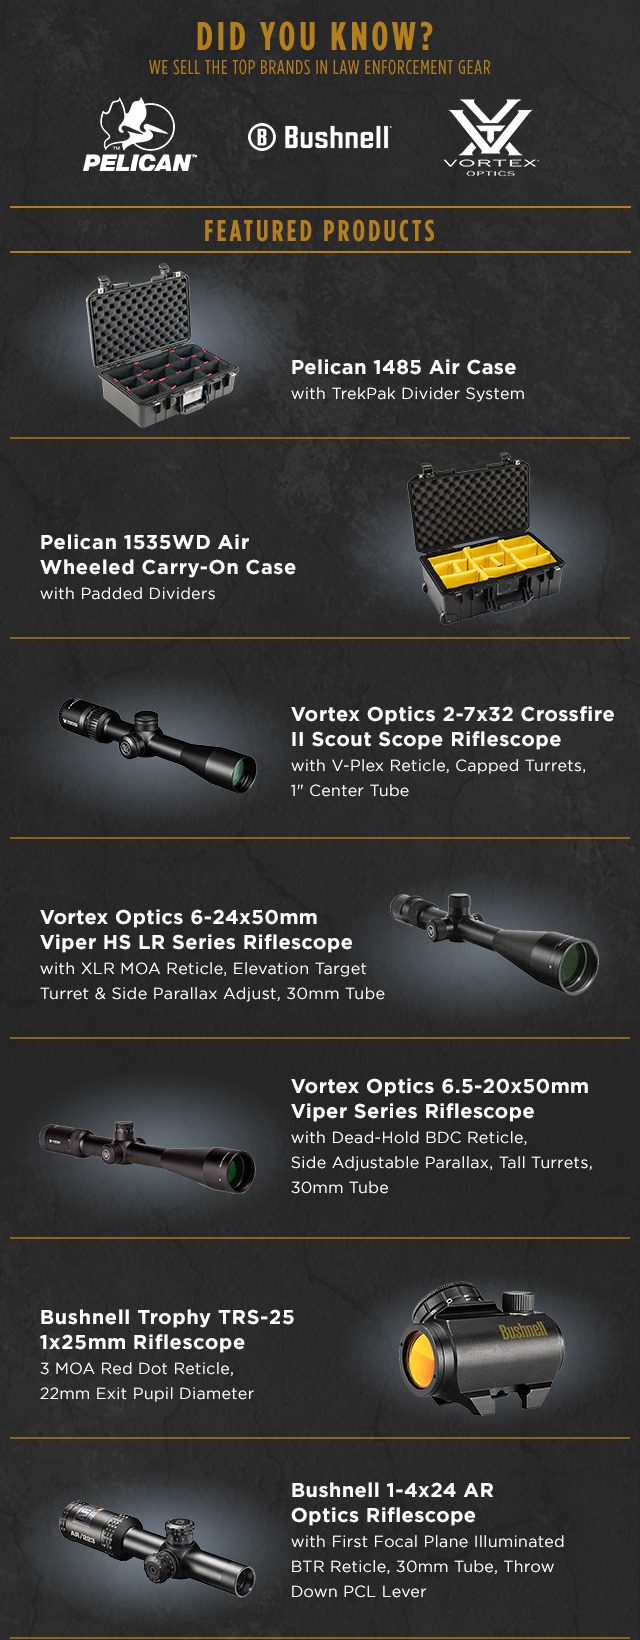 DID YOU KNOW?
WE SELL THE TOP BRANDS IN LAW ENFORCEMENT GEAR
PELICAN™
B Bushnell
VORTEX
OPTICS
FEATURED PRODUCTS
Pelican 1485 Air Case
with TrekPak Divider System
Pelican 1535WD Air
Wheeled Carry-On Case
with Padded Dividers
Vortex Optics 2-7x32 Crossfire
II Scout Scope Riflescope
with V-Plex Reticle, Capped Turrets,
1" Center Tube
Vortex Optics 6-24x50mm
Viper HS LR Series Riflescope
with XLR MOA Reticle, Elevation Target
Turret & Side Parallax Adjust, 30mm Tube
Vortex Optics 6.5-20x50mm
Viper Series Riflescope
with Dead-Hold BDC Reticle,
Side Adjustable Parallax, Tall Turrets,
30mm Tube
Bushnell Trophy TRS-25
1x25mm Riflescope
3 MOA Red Dot Reticle,
22mm Exit Pupil Diameter
Bushnell
Bushnell 1-4x24 AR
Optics Riflescope
with First Focal Plane Illuminated
BTR Reticle, 30mm Tube, Throw
Down PCL Lever
AR/223